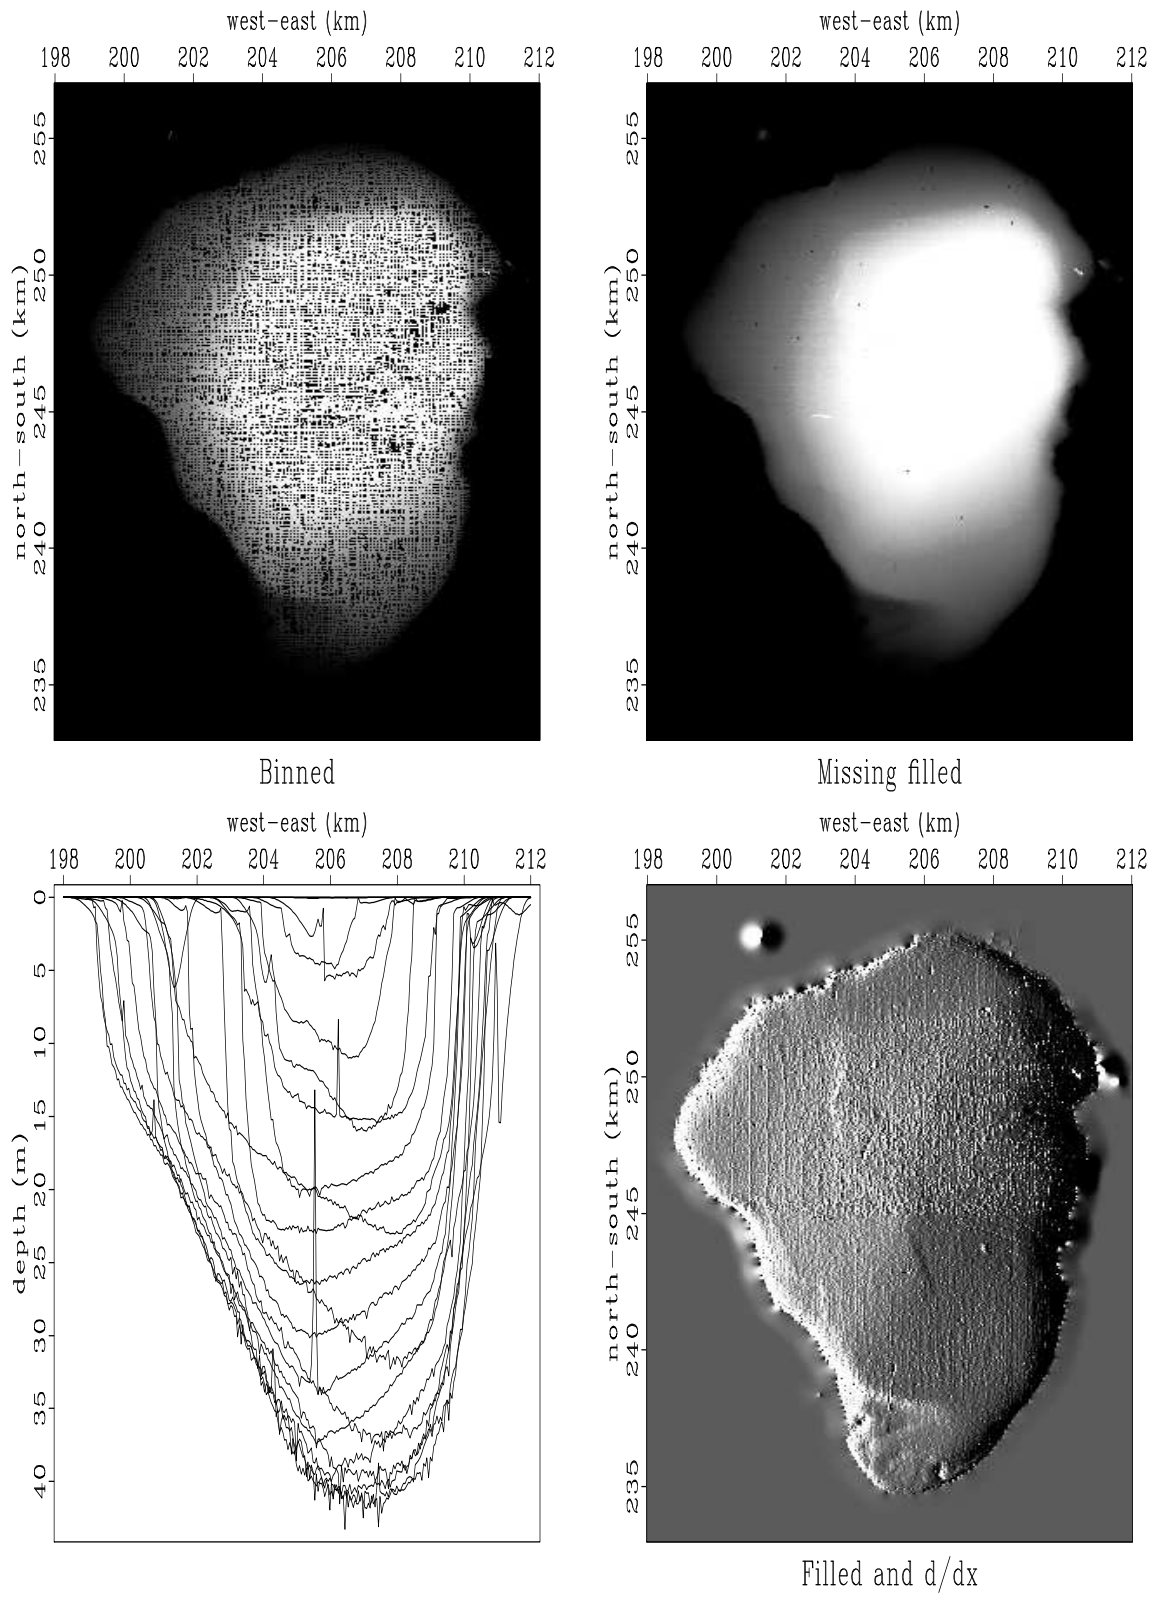 west-east (km)
198 200 202 204 206 208 210 212
north-south (km)
255
250
245
240
235
Binned
west-east (km)
198 200 202 204 206 208 210 212
north-south (km)
255
250
245
240
235
Missing filled
west-east (km)
198 200 202 204 206 208 210 212
depth (m)
0
5
10
15
20
25
30
35
40
west-east (km)
198 200 202 204 206 208 210 212
north-south (km)
255
250
245
240
235
Filled and d/dx